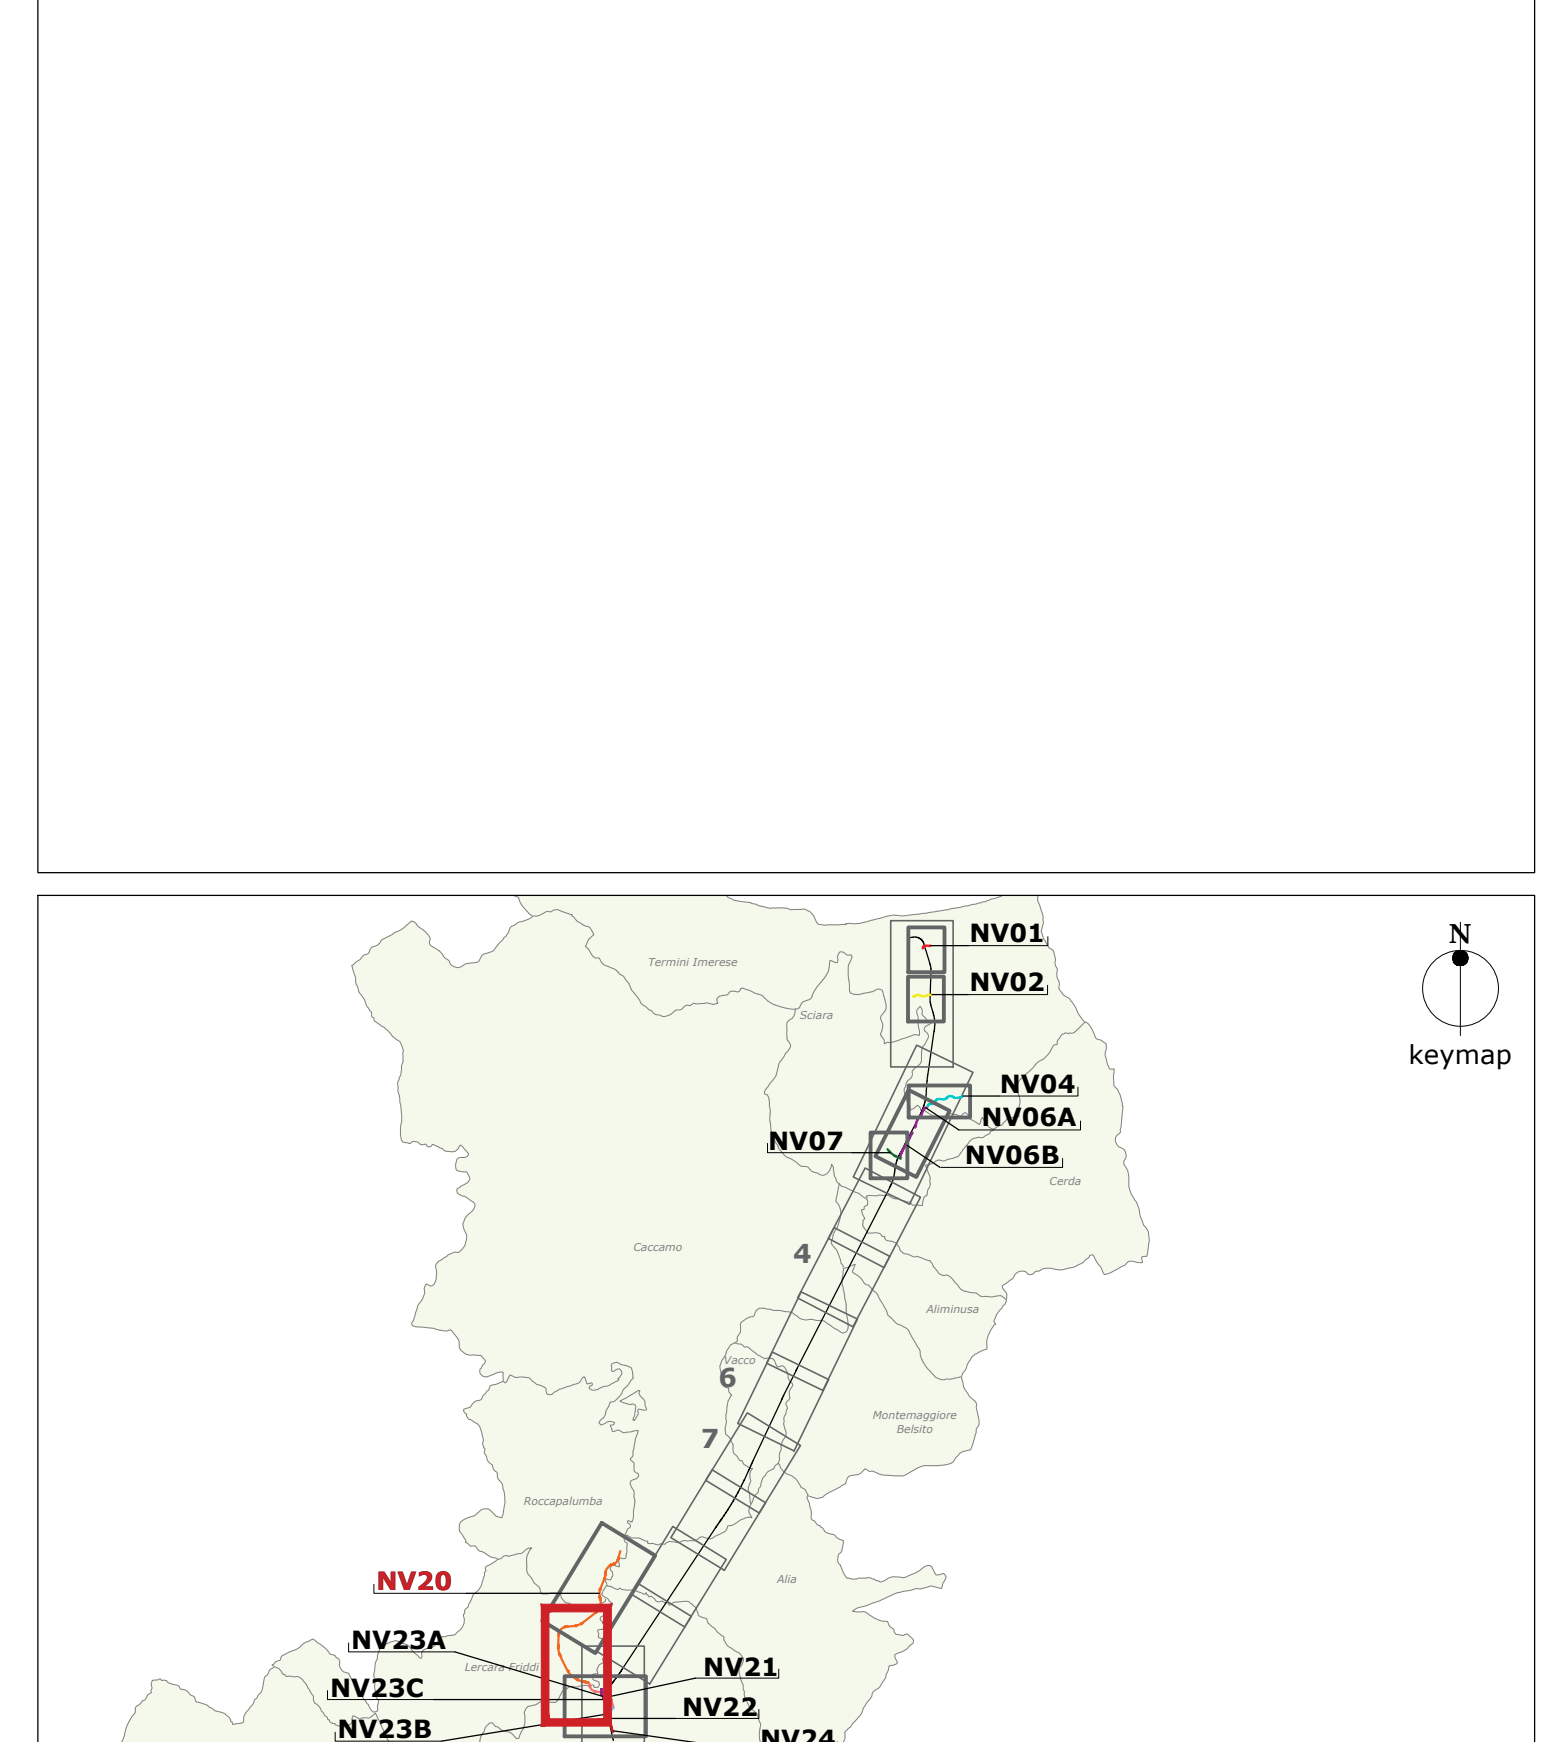 NV01
N
Termini Imerese
NV02
Sciara
keymap
NV04
NV06A
NV07
NV06B
Cerda
Caccamo
4
Aliminusa
Vacco
6
Montemaggiore
Belsito
7
Roccapalumba
Alia
NV20
NV23A
Lercara Friddi
NV21
NV23C
NV22
NV23B
NV24